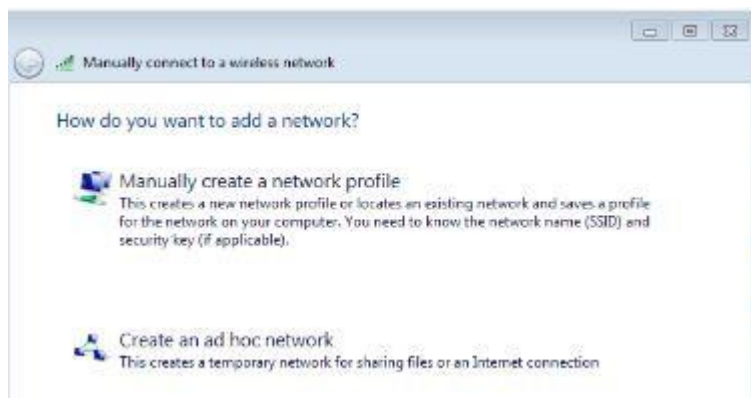 Manually connect to a wireless network
How do you want to add a network?
Manually create a network profile
This creates a new network profile or locates an existing network and saves a profile
for the network on your computer. You need to know the network name (SSID) and
security key (if applicable).
Create an ad hoc network
This creates a temporary network for sharing files or an Internet connection